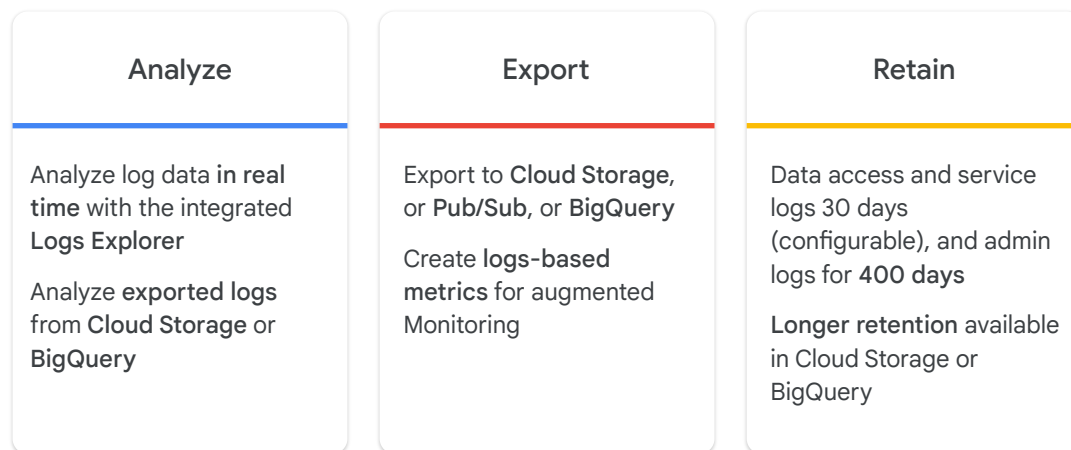 Analyze
Analyze log data in real
time with the integrated
Logs Explorer
Analyze exported logs
from Cloud Storage or
BigQuery
Export
Export to Cloud Storage,
or Pub/Sub, or BigQuery
Create logs-based
metrics for augmented
Monitoring
Retain
Data access and service
logs 30 days
(configurable), and admin
logs for 400 days
Longer retention available
in Cloud Storage or
BigQuery